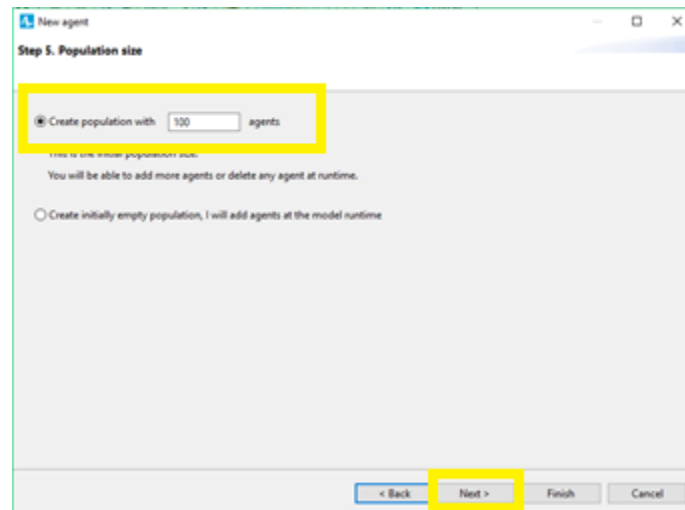 New agent
Step 5. Population size
Create population with 100 agents
This is the initial population size.
You will be able to add more agents or delete any agent at runtime.
Create initially empty population, I will add agents at the model runtime
< Back Next > Finish Cancel